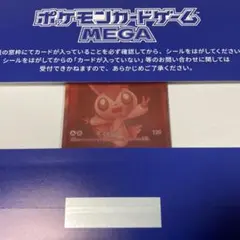 ポケモンカードゲーム
MEGA
窓枠にカードが入っていることを必ず確認してから、シールをはがしてください
シールをはがしてからの「カードが入っていない」等のお問い合わせに関しては
受付できかねますので、あらかじめご了承ください。